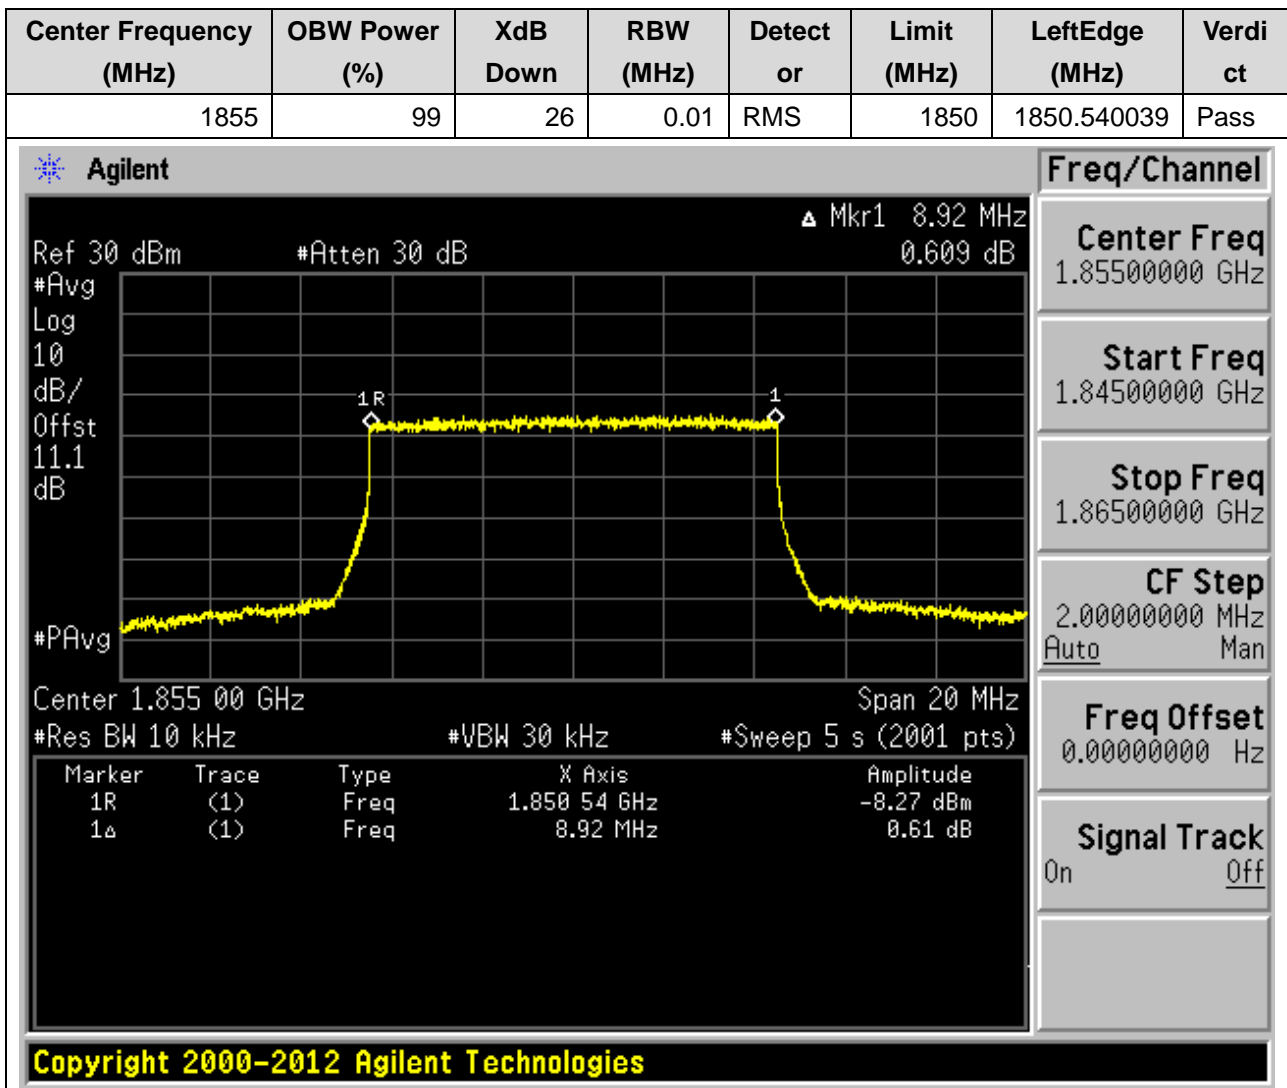 Center Frequency (MHz) OBW Power (%) XdB Down RBW (MHz) Detect or Limit (MHz) LeftEdge (MHz) Verdi ct
1855 99 26 0.01 RMS 1850 1850.540039 Pass
Agilent
Freq/Channel
Δ Mkr1 8.92 MHz
Ref 30 dBm #Atten 30 dB 0.609 dB
#Avg
Log
10
dB/
Offst
11.1
dB
#PAvg
1R
1
Center 1.855 00 GHz Span 20 MHz
#Res BW 10 kHz #VBW 30 kHz #Sweep 5 s (2001 pts)
Marker Trace Type X Axis Amplitude
1R (1) Freq 1.850 54 GHz -8.27 dBm
1Δ (1) Freq 8.92 MHz 0.61 dB
Center Freq
1.85500000 GHz
Start Freq
1.84500000 GHz
Stop Freq
1.86500000 GHz
CF Step
2.00000000 MHz
Auto Man
Freq Offset
0.00000000 Hz
Signal Track
On Off
Copyright 2000-2012 Agilent Technologies